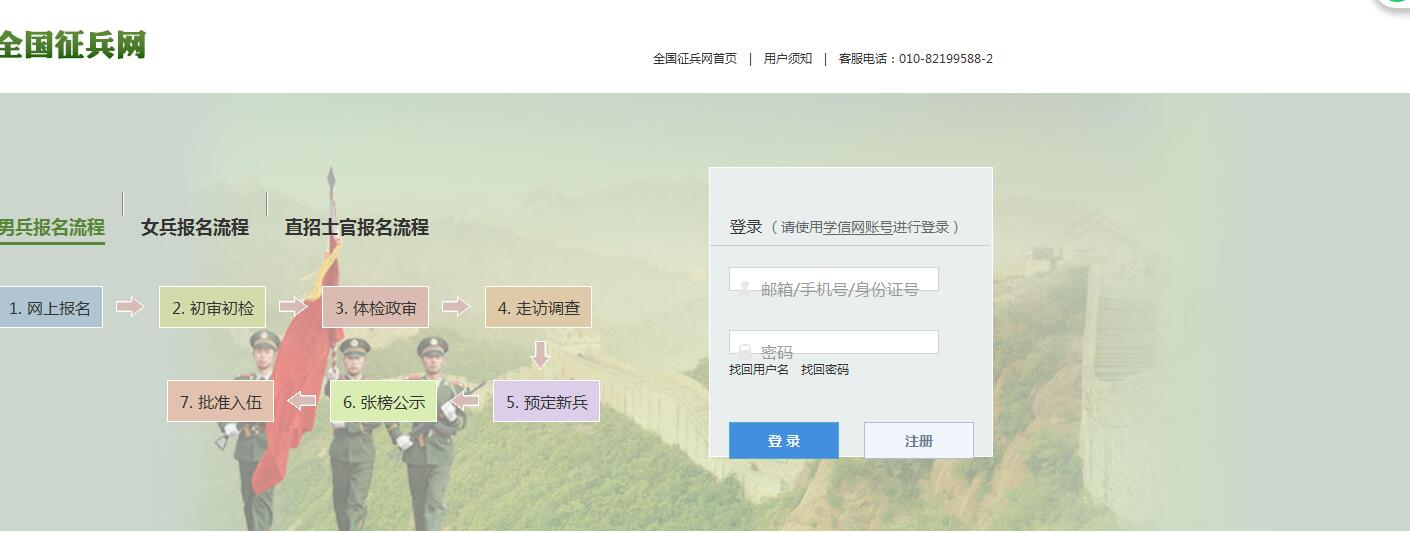 全国征兵网
全国征兵网首页 | 用户须知 | 客服电话：010-82199588-2
男兵报名流程 女兵报名流程 直招士官报名流程
1. 网上报名 2. 初审初检 3. 体检政审 4. 走访调查
7. 批准入伍 6. 张榜公示 5. 预定新兵
登录（请使用学信网账号进行登录）
邮箱/手机号/身份证号
密码
找回用户名 找回密码
登 录 注册